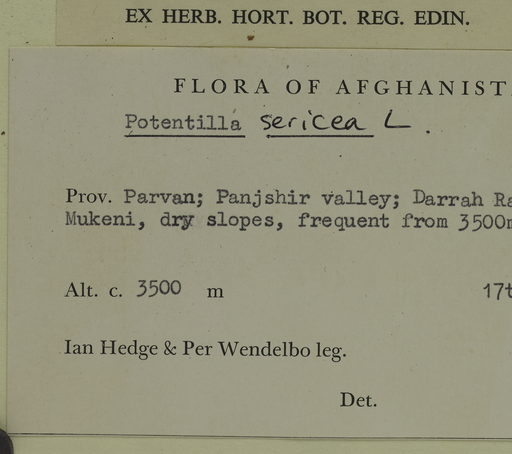 EX HERB. HORT. BOT. REG. EDIN.
FLORA OF AFGHANIST
Potentilla sericea L.
Prov. Parvan; Panjshir valley; Darrah Ra
Mukeni, dry slopes, frequent from 3500m
Alt. c. 3500 m 17t
Ian Hedge & Per Wendelbo leg.
Det.